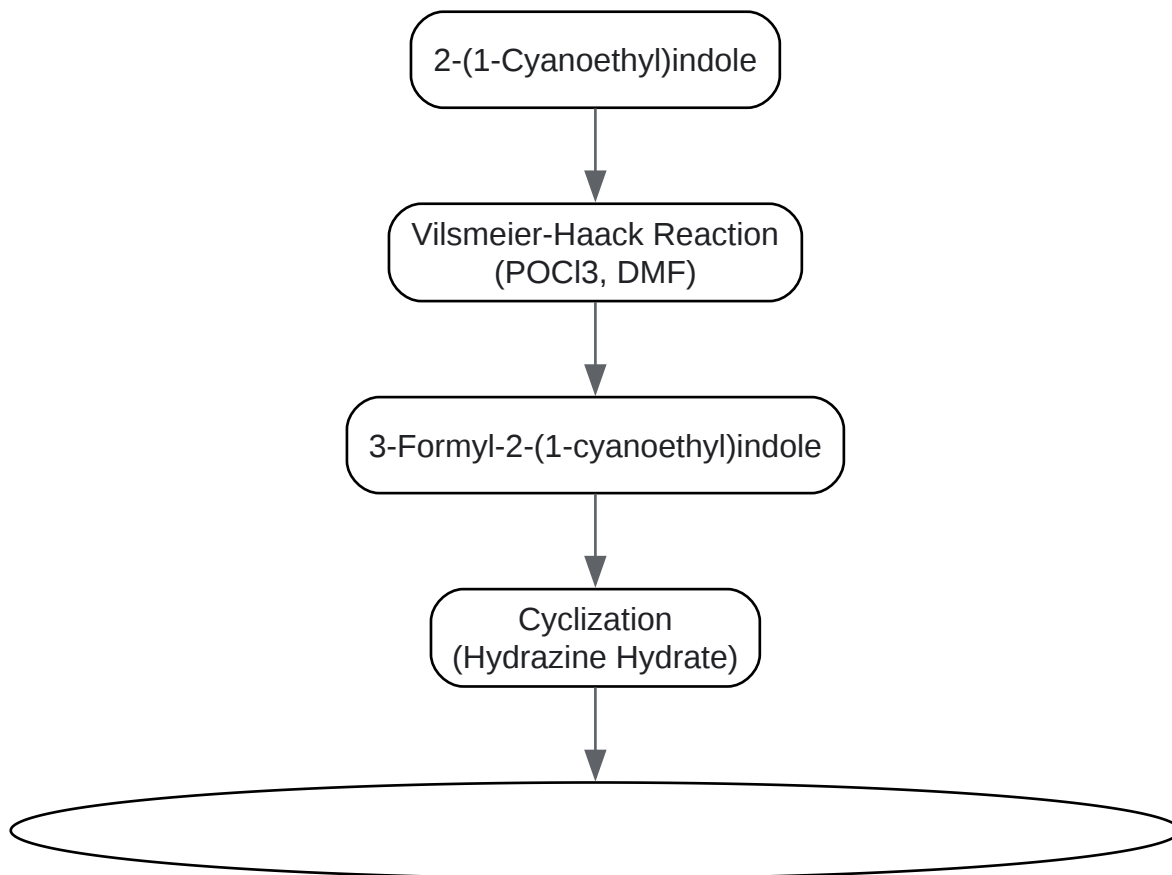 2-(1-Cyanoethyl)indole
Vilsmeier-Haack Reaction
(POCl3, DMF)
3-Formyl-2-(1-cyanoethyl)indole
Cyclization
(Hydrazine Hydrate)